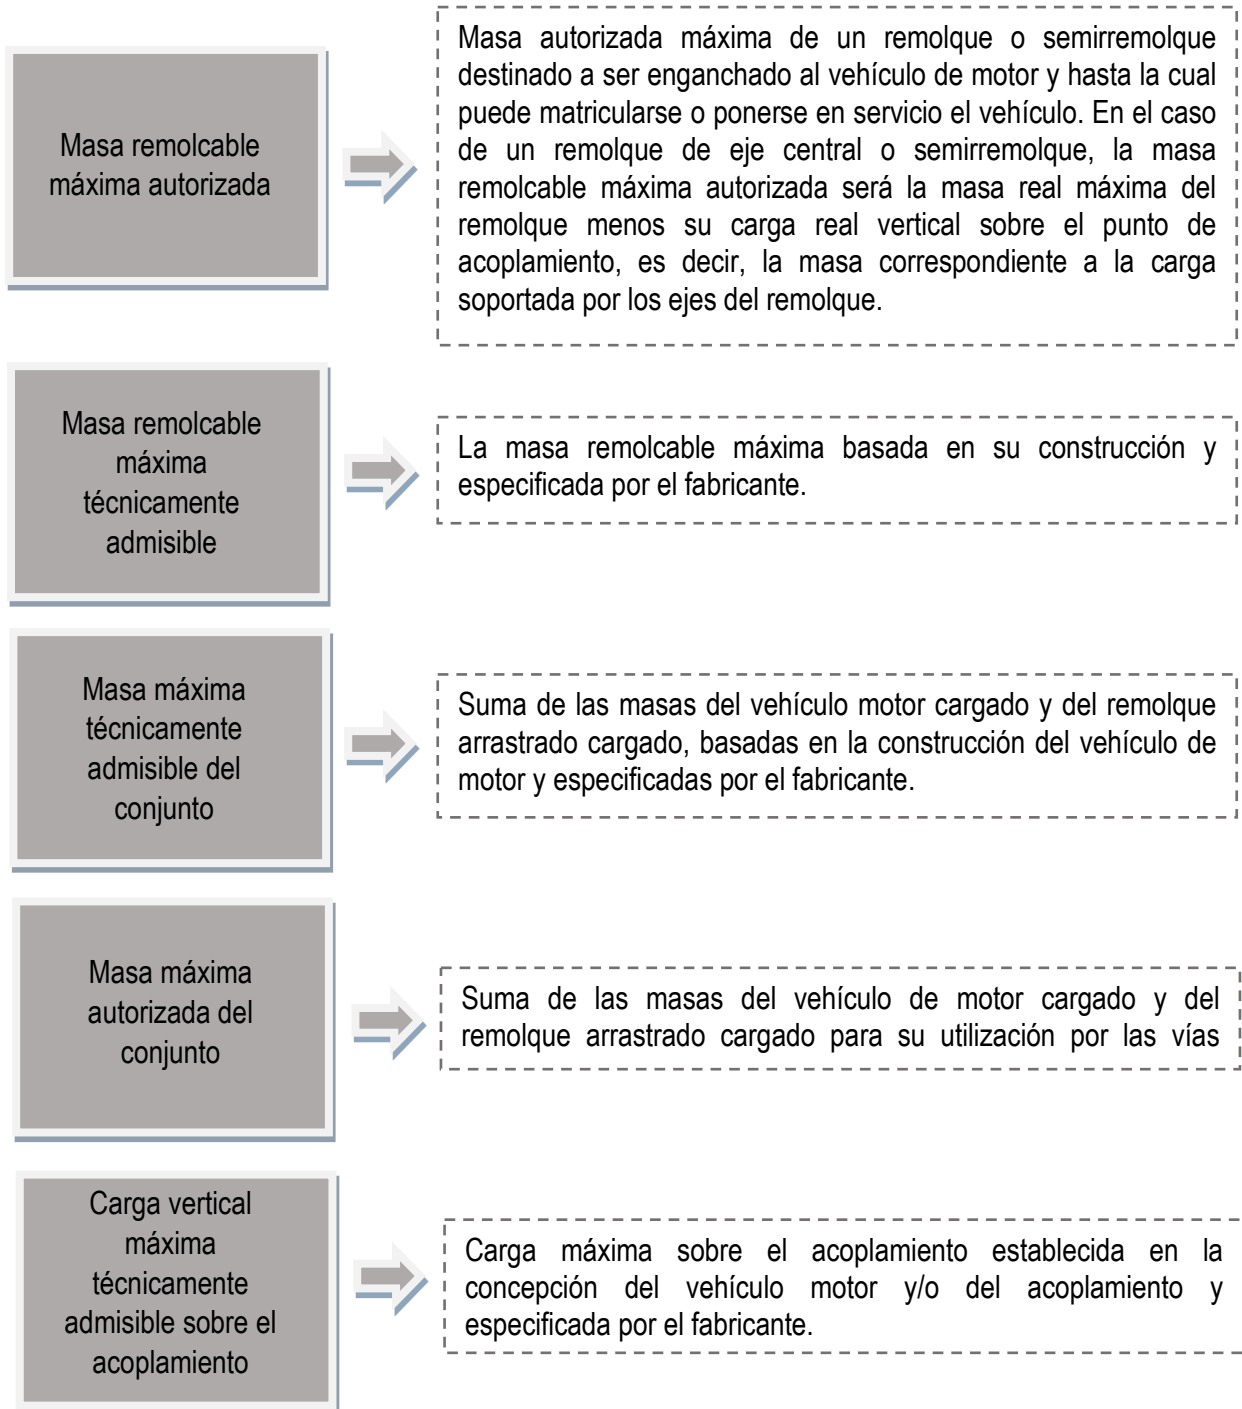 Masa remolcable
máxima autorizada
Masa autorizada máxima de un remolque o semirremolque
destinado a ser enganchado al vehículo de motor y hasta la cual
puede matricularse o ponerse en servicio el vehículo. En el caso
de un remolque de eje central o semirremolque, la masa
remolcable máxima autorizada será la masa real máxima del
remolque menos su carga real vertical sobre el punto de
acoplamiento, es decir, la masa correspondiente a la carga
soportada por los ejes del remolque.
Masa remolcable
máxima
técnicamente
admisible
La masa remolcable máxima basada en su construcción y
especificada por el fabricante.
Masa máxima
técnicamente
admisible del
conjunto
Suma de las masas del vehículo motor cargado y del remolque
arrastrado cargado, basadas en la construcción del vehículo de
motor y especificadas por el fabricante.
Masa máxima
autorizada del
conjunto
Suma de las masas del vehículo de motor cargado y del
remolque arrastrado cargado para su utilización por las vías
Carga vertical
máxima
técnicamente
admisible sobre el
acoplamiento
Carga máxima sobre el acoplamiento establecida en la
concepción del vehículo motor y/o del acoplamiento y
especificada por el fabricante.